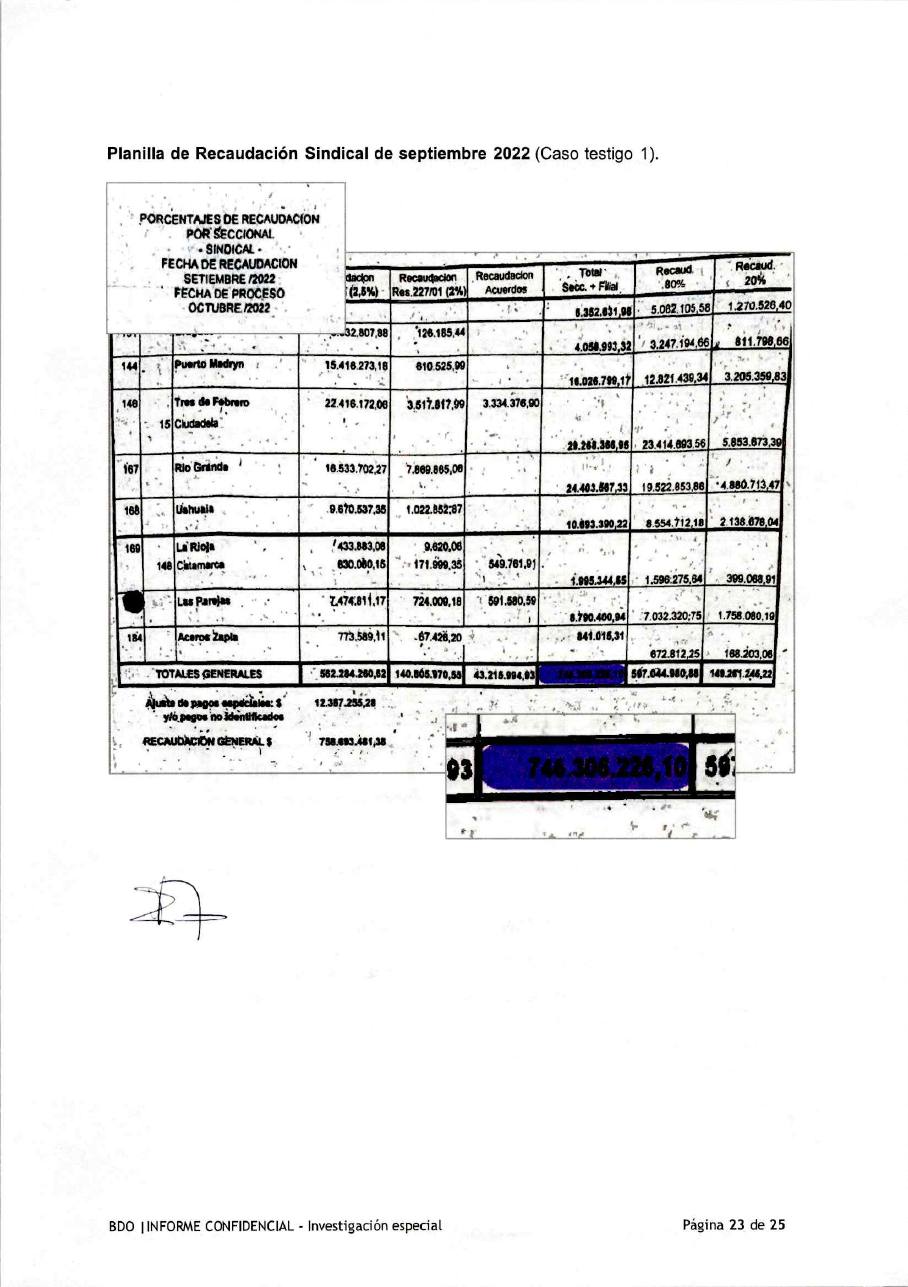 Planilla de Recaudación Sindical de septiembre 2022 (Caso testigo 1).
PORCENTAJES DE RECAUDACION
POR SECCIONAL
- SINDICAL -
FECHA DE RECAUDACION
SETIEMBRE /2022
FECHA DE PROCESO
OCTUBRE /2022
dacion (2,5%) Recaudacion Res.227/01 (2%) Recaudacion Acuerdos Total Secc. + Filial Recaud. 80% Recaud. 20%
6.352.631,98 5.082.105,58 1.270.526,40
32.807,88 126.185,44
4.058.993,32 3.247.194,66 811.798,66
144 Puerto Madryn 15.416.273,18 610.525,99
16.026.799,17 12.821.439,34 3.205.359,83
146 Tres de Febrero 22.416.172,06 3.517.817,99 3.334.376,90
15 Ciudadela
29.268.366,95 23.414.693,56 5.853.673,39
167 Rio Grande 16.533.702,27 7.869.865,06
24.403.567,33 19.522.853,86 4.880.713,47
168 Ushuaia 9.670.537,35 1.022.852,87
10.693.390,22 8.554.712,18 2.138.678,04
169 La Rioja 433.883,08 9.620,06
148 Catamarca 830.080,15 171.999,35 549.761,91
1.995.344,55 1.596.275,64 399.068,91
Las Parejas 7.474.811,17 724.009,18 591.580,59
8.790.400,94 7.032.320,75 1.758.080,19
184 Aceros Zapla 773.589,11 67.426,20 841.015,31
672.812,25 168.203,06
TOTALES GENERALES 562.284.260,62 140.805.970,55 43.215.994,93 597.044.980,88 149.261.245,22
Ajuste de pagos especiales: $ 12.387.255,28
y/o pagos no identificados
RECAUDACIÓN GENERAL $ 758.693.481,38
93 746.306.226,10 597
BDO | INFORME CONFIDENCIAL - Investigación especial
Página 23 de 25